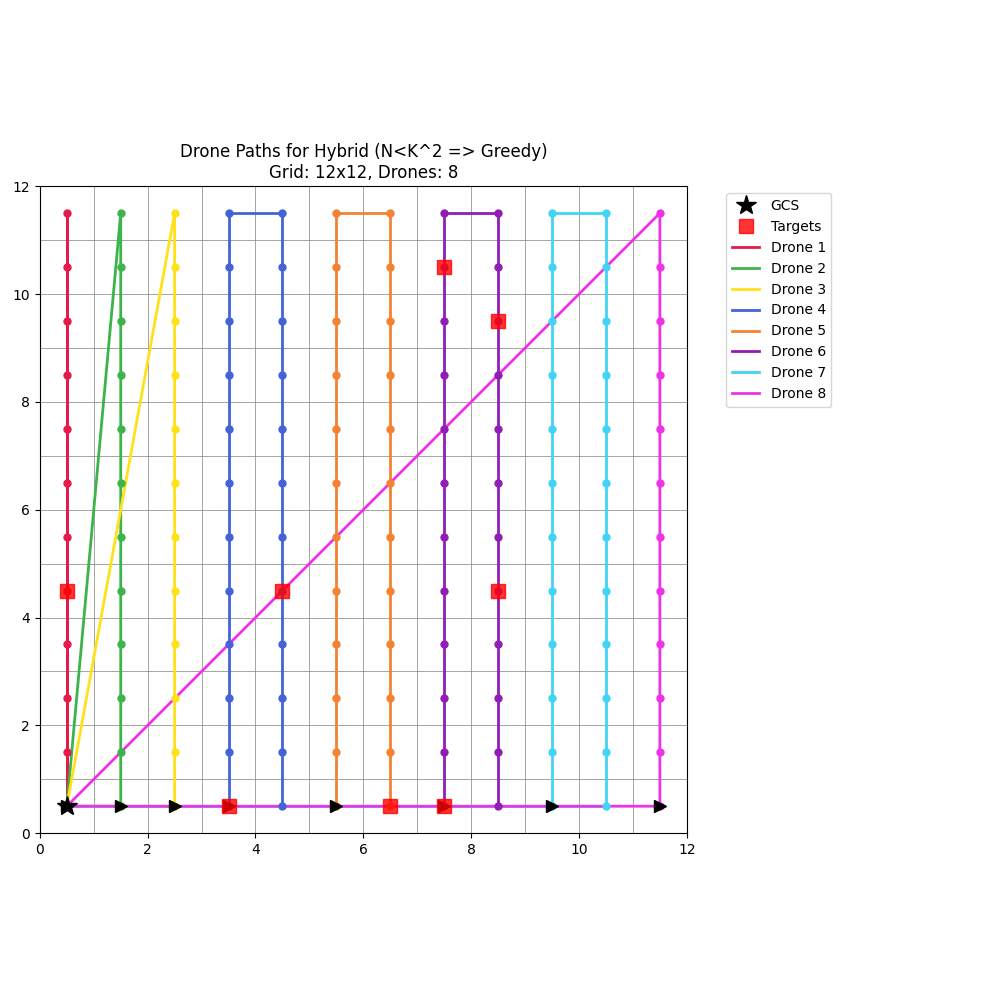 Drone Paths for Hybrid (N<K^2 => Greedy)
Grid: 12x12, Drones: 8
12
10
8
6
4
2
0
0 2 4 6 8 10 12
GCS
Targets
Drone 1
Drone 2
Drone 3
Drone 4
Drone 5
Drone 6
Drone 7
Drone 8